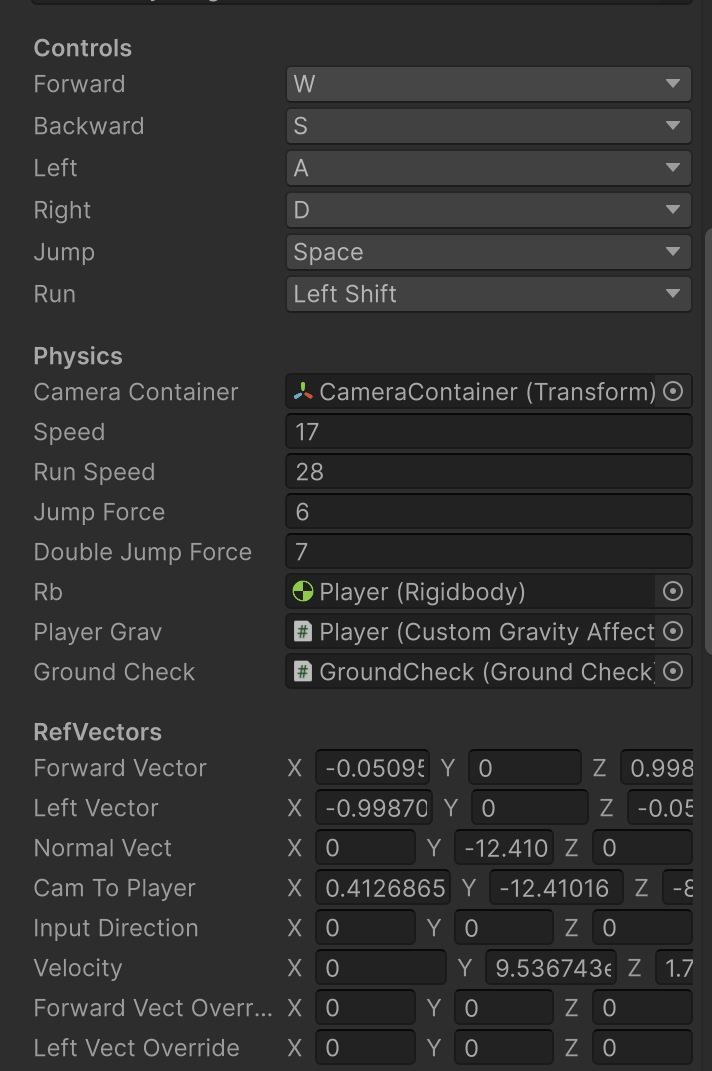 Controls
Forward W
Backward S
Left A
Right D
Jump Space
Run Left Shift
Physics
Camera Container CameraContainer (Transform)
Speed 17
Run Speed 28
Jump Force 6
Double Jump Force 7
Rb Player (Rigidbody)
Player Grav # Player (Custom Gravity Affect
Ground Check # GroundCheck (Ground Check)
RefVectors
Forward Vector X -0.05095 Y 0 Z 0.998
Left Vector X -0.99870 Y 0 Z -0.05
Normal Vect X 0 Y -12.410 Z 0
Cam To Player X 0.4126865 Y -12.41016 Z -8
Input Direction X 0 Y 0 Z 0
Velocity X 0 Y 9.536743e Z 1.7
Forward Vect Overr... X 0 Y 0 Z 0
Left Vect Override X 0 Y 0 Z 0